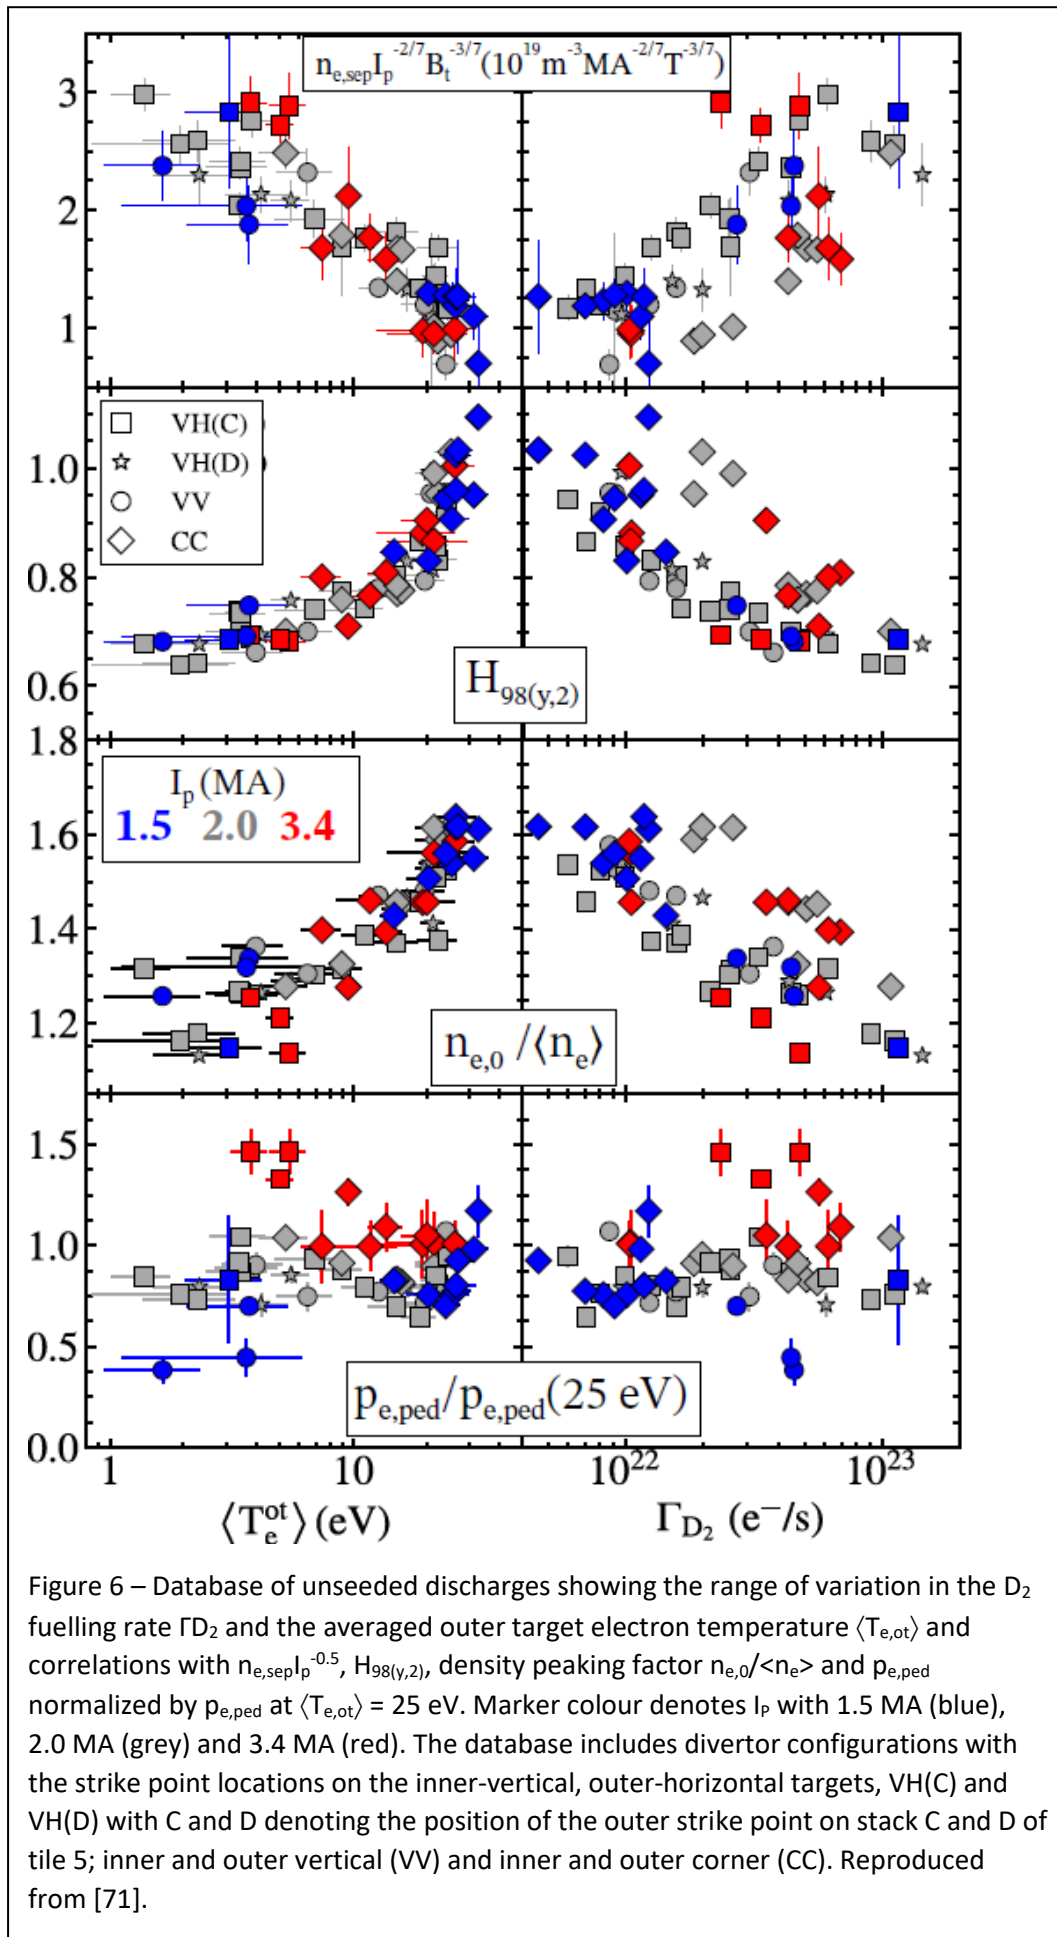 n_e,sep I_p^-2/7 B_t^-3/7 (10^19 m^-3 MA^-2/7 T^-3/7)
3
2
1
VH(C)
VH(D)
VV
CC
1.0
0.8
0.6
H_98(y,2)
1.8
I_p (MA)
1.5 2.0 3.4
1.6
1.4
1.2
n_e,0 /⟨n_e⟩
1.5
1.0
0.5
p_e,ped/p_e,ped(25 eV)
0.0
1 10 10^22 10^23
⟨T_e^ot⟩ (eV) Γ_D_2 (e^−/s)
Figure 6 – Database of unseeded discharges showing the range of variation in the D₂
fuelling rate ΓD₂ and the averaged outer target electron temperature ⟨T_e,ot⟩ and
correlations with n_e,sep I_p^-0.5, H_98(y,2), density peaking factor n_e,0/<n_e> and p_e,ped
normalized by p_e,ped at ⟨T_e,ot⟩ = 25 eV. Marker colour denotes I_P with 1.5 MA (blue),
2.0 MA (grey) and 3.4 MA (red). The database includes divertor configurations with
the strike point locations on the inner-vertical, outer-horizontal targets, VH(C) and
VH(D) with C and D denoting the position of the outer strike point on stack C and D of
tile 5; inner and outer vertical (VV) and inner and outer corner (CC). Reproduced
from [71].